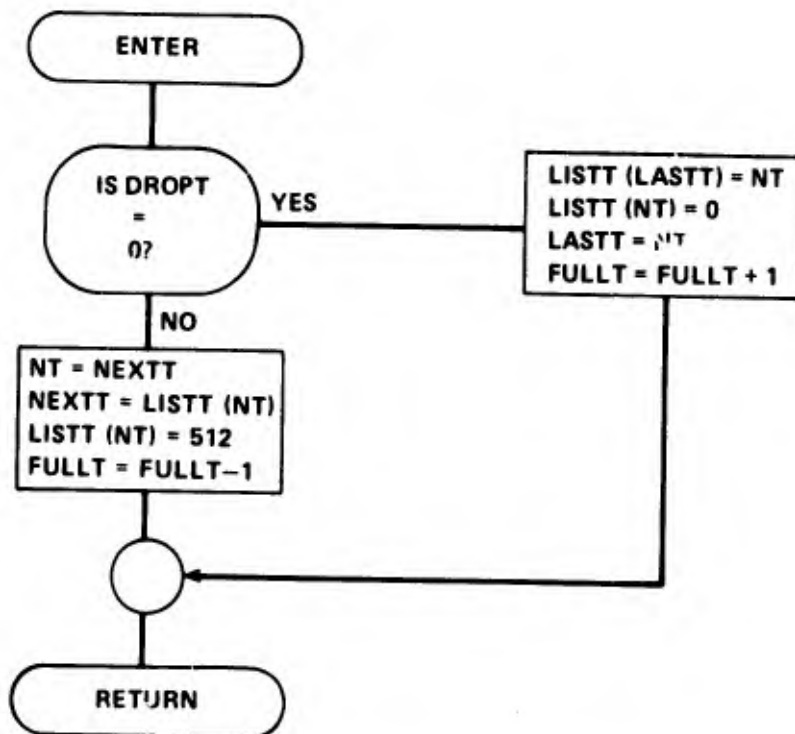 ENTER
IS DROPT
=
0?
YES
LISTT (LASTT) = NT
LISTT (NT) = 0
LASTT = NT
FULLT = FULLT + 1
NO
NT = NEXTT
NEXTT = LISTT (NT)
LISTT (NT) = 512
FULLT = FULLT–1
RETURN